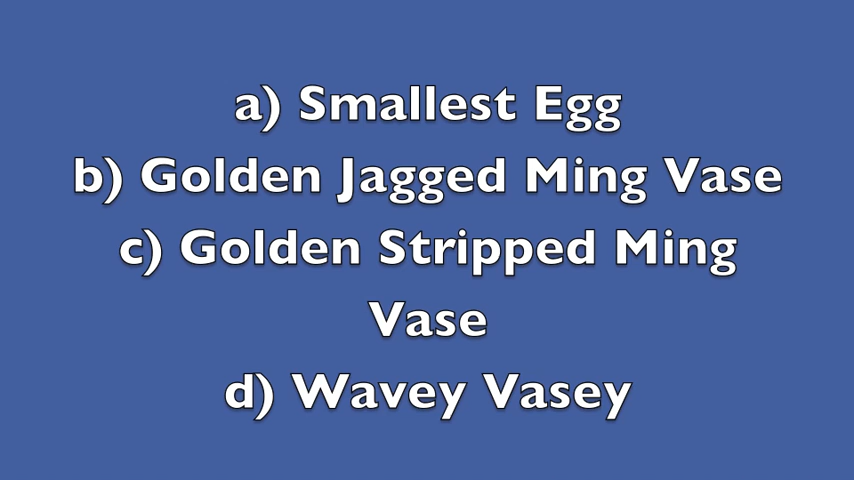 a) Smallest Egg
b) Golden Jagged Ming Vase
c) Golden Stripped Ming
Vase
d) Wavey Vasey